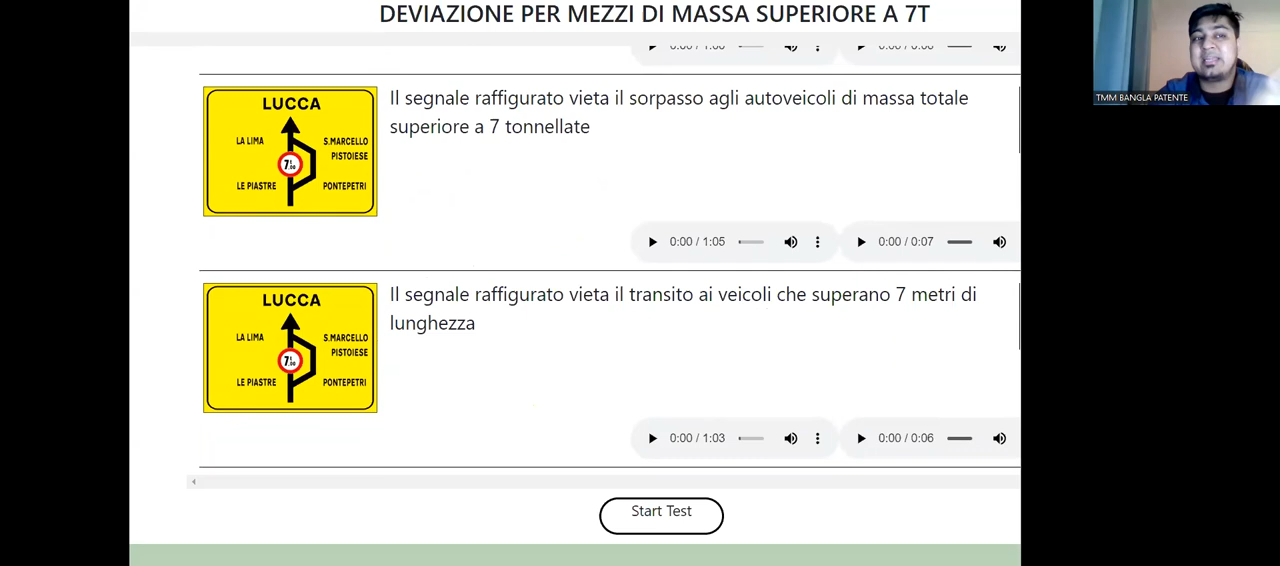 DEVIAZIONE PER MEZZI DI MASSA SUPERIORE A 7T
TMM BANGLA PATENTE
LUCCA
LA LIMA
S.MARCELLO
PISTOIESE
LE PIASTRE
PONTEPETRI
Il segnale raffigurato vieta il sorpasso agli autoveicoli di massa totale
superiore a 7 tonnellate
0:00 / 1:05
0:00 / 0:07
LUCCA
LA LIMA
S.MARCELLO
PISTOIESE
LE PIASTRE
PONTEPETRI
Il segnale raffigurato vieta il transito ai veicoli che superano 7 metri di
lunghezza
0:00 / 1:03
0:00 / 0:06
Start Test